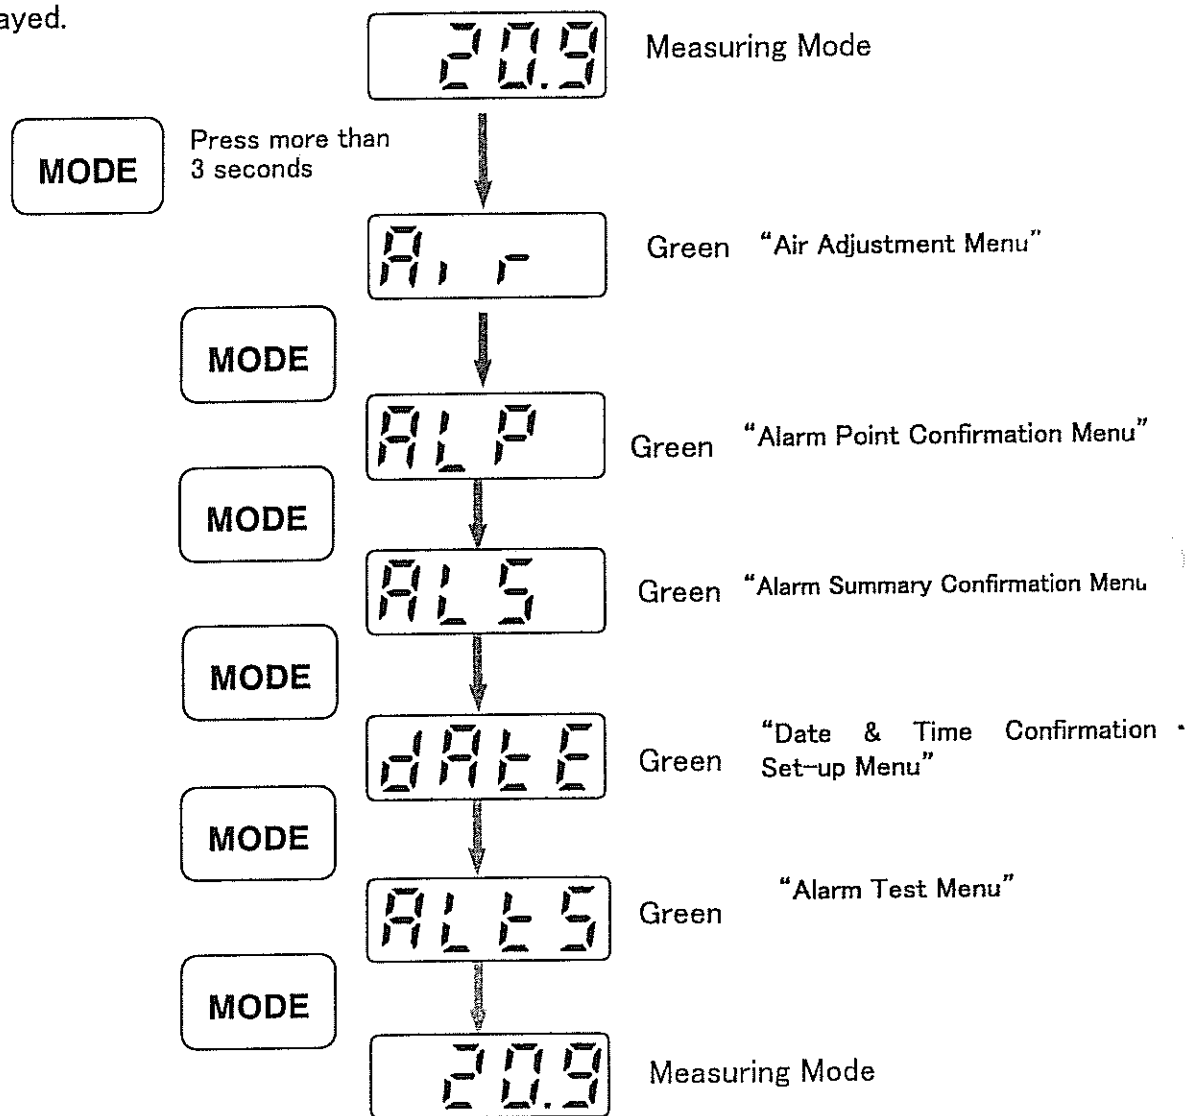 ayed.
20.9 Measuring Mode
MODE Press more than
3 seconds
Air Green “Air Adjustment Menu”
MODE
ALP Green “Alarm Point Confirmation Menu”
MODE
ALS Green “Alarm Summary Confirmation Menu
MODE
dAtE Green “Date & Time Confirmation ·
Set-up Menu”
MODE
ALtS Green “Alarm Test Menu”
MODE
20.9 Measuring Mode